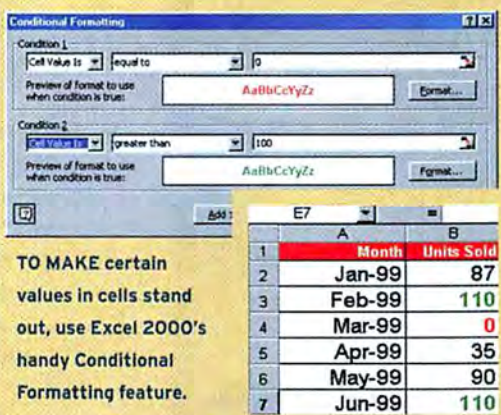 Conditional Formatting
Condition 1
Cell Value Is equal to 0
Preview of format to use
when condition is true:
AaBbCcYyZz
Format...
Condition 2
Cell Value Is greater than 100
Preview of format to use
when condition is true:
AaBbCcYyZz
Format...
Add
TO MAKE certain
values in cells stand
out, use Excel 2000's
handy Conditional
Formatting feature.
E7 =
A B
1 Month Units Sold
2 Jan-99 87
3 Feb-99 110
4 Mar-99 0
5 Apr-99 35
6 May-99 90
7 Jun-99 110